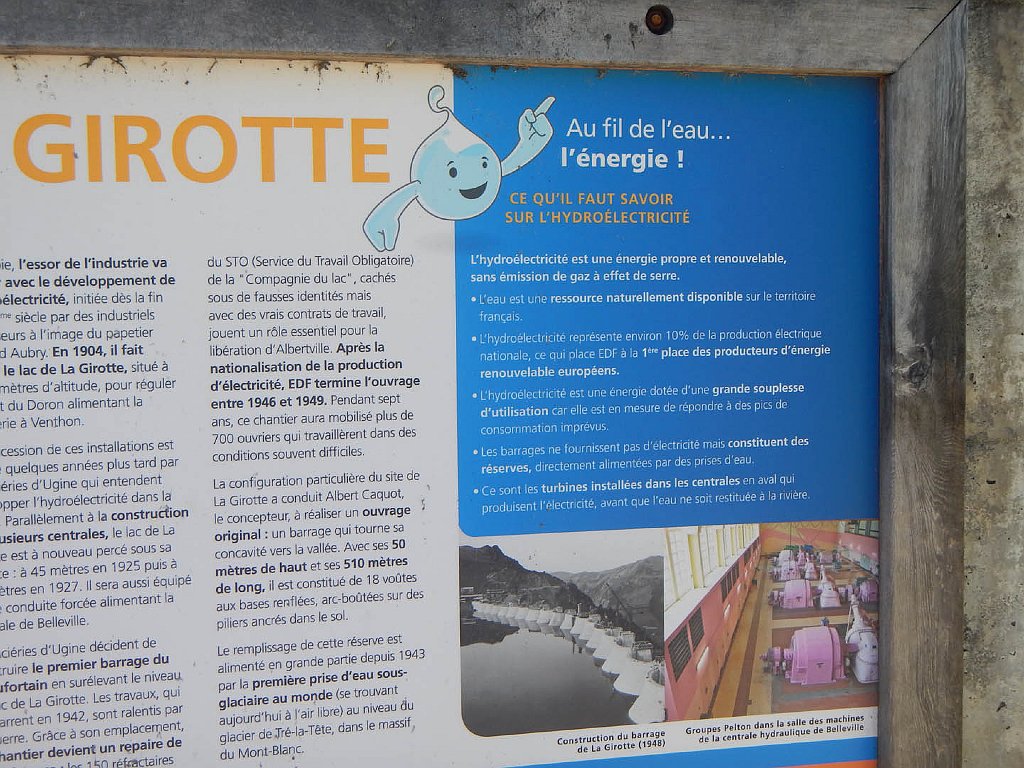 GIROTTE
l'essor de l'industrie va
avec le développement de
initiée dès la fin
ème siècle par des industriels
à l'image du papetier
Aubry. En 1904, il fait
le lac de La Girotte, situé à
mètres d'altitude, pour réguler
du Doron alimentant la
à Venthon.
de ces installations est
quelques années plus tard par
d'Ugine qui entendent
l'hydroélectricité dans la
Parallèlement à la construction
centrales, le lac de La
est à nouveau percé sous sa
: à 45 mètres en 1925 puis à
en 1927. Il sera aussi équipé
conduite forcée alimentant la
de Belleville.
d'Ugine décident de
le premier barrage du
en surélevant le niveau
de La Girotte. Les travaux, qui
en 1942, sont ralentis par
Grâce à son emplacement,
devient un repaire de
: les 150 réfractaires
du STO (Service du Travail Obligatoire)
de la "Compagnie du lac", cachés
sous de fausses identités mais
avec des vrais contrats de travail,
jouent un rôle essentiel pour la
libération d'Albertville. Après la
nationalisation de la production
d'électricité, EDF termine l'ouvrage
entre 1946 et 1949. Pendant sept
ans, ce chantier aura mobilisé plus de
700 ouvriers qui travaillèrent dans des
conditions souvent difficiles.
La configuration particulière du site de
La Girotte a conduit Albert Caquot,
le concepteur, à réaliser un ouvrage
original : un barrage qui tourne sa
concavité vers la vallée. Avec ses 50
mètres de haut et ses 510 mètres
de long, il est constitué de 18 voûtes
aux bases renflées, arc-boûtées sur des
piliers ancrés dans le sol.
Le remplissage de cette réserve est
alimenté en grande partie depuis 1943
par la première prise d'eau sous-
glaciaire au monde (se trouvant
aujourd'hui à l'air libre) au niveau du
glacier de Tré-la-Tête, dans le massif
du Mont-Blanc.
Au fil de l'eau...
l'énergie !
CE QU'IL FAUT SAVOIR
SUR L'HYDROÉLECTRICITÉ
L'hydroélectricité est une énergie propre et renouvelable,
sans émission de gaz à effet de serre.
• L'eau est une ressource naturellement disponible sur le territoire
français.
• L'hydroélectricité représente environ 10% de la production électrique
nationale, ce qui place EDF à la 1ère place des producteurs d'énergie
renouvelable européens.
• L'hydroélectricité est une énergie dotée d'une grande souplesse
d'utilisation car elle est en mesure de répondre à des pics de
consommation imprévus.
• Les barrages ne fournissent pas d'électricité mais constituent des
réserves, directement alimentées par des prises d'eau.
• Ce sont les turbines installées dans les centrales en aval qui
produisent l'électricité, avant que l'eau ne soit restituée à la rivière.
Construction du barrage
de La Girotte (1948)
Groupes Pelton dans la salle des machines
de la centrale hydraulique de Belleville